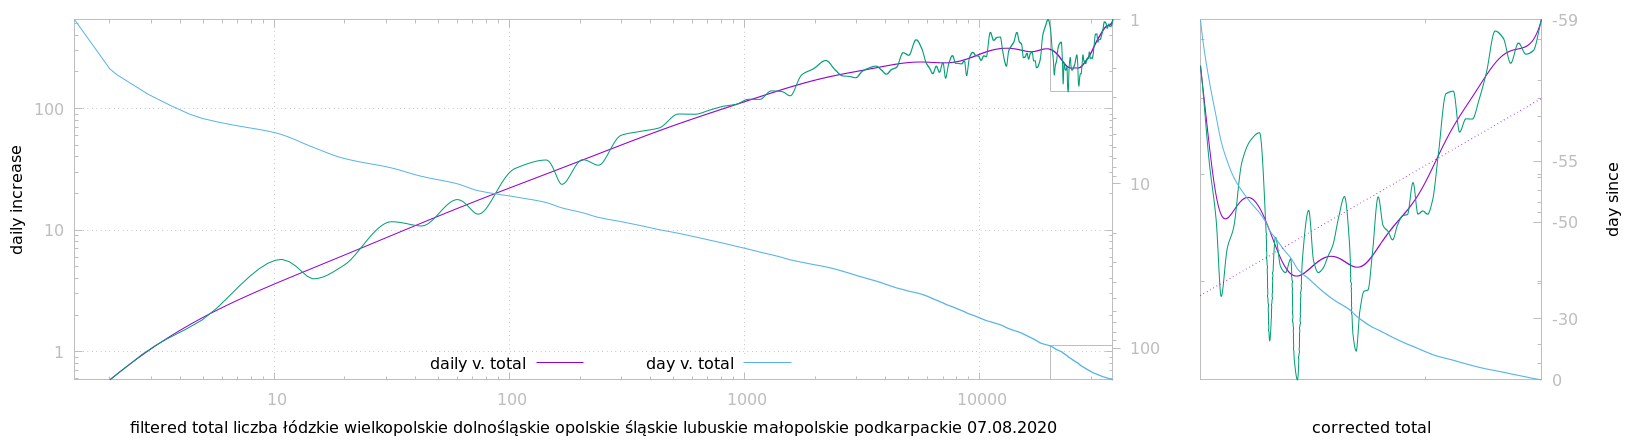 daily increase
100
10
1
10
100
1000
10000
1
10
100
daily v. total
day v. total
filtered total liczba łódzkie wielkopolskie dolnośląskie opolskie śląskie lubuskie małopolskie podkarpackie 07.08.2020
-59
-55
-50
-30
0
day since
corrected total